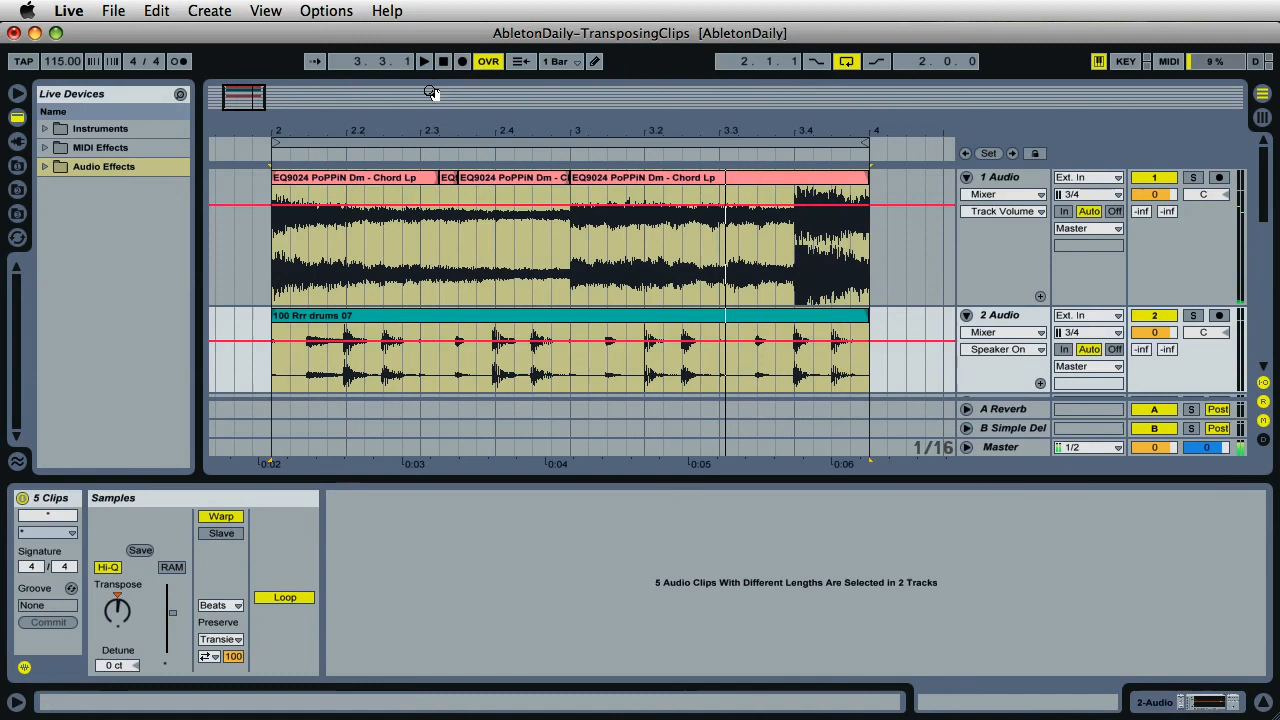 Live File Edit Create View Options Help
AbletonDaily-TransposingClips [AbletonDaily]
TAP 115.00 4 / 4 3. 3. 1 OVR 1 Bar 2. 1. 1 2. 0. 0 KEY MIDI 9 % D
Live Devices
Name
Instruments
MIDI Effects
Audio Effects
2 2.2 2.3 2.4 3 3.2 3.3 3.4 4
Set
EQ9024 PoPPiN Dm - Chord Lp EQ EQ9024 PoPPiN Dm - C EQ9024 PoPPiN Dm - Chord Lp
1 Audio Ext. In 1 S
Mixer 3/4 0 C
Track Volume In Auto Off -inf -inf
Master
100 Rrr drums 07
2 Audio Ext. In 2 S
Mixer 3/4 0 C
Speaker On In Auto Off -inf -inf
Master
A Reverb A S Post
B Simple Del B S Post
1/16 Master 1/2 0 0
0:02 0:03 0:04 0:05 0:06
I·O
R
M
D
5 Clips
*
*
Signature
4 / 4
Groove
None
Commit
Samples
Save
Hi-Q RAM
Transpose
Detune
0 ct *
Warp
Slave
Beats
Preserve
Transie
100
Loop
5 Audio Clips With Different Lengths Are Selected in 2 Tracks
2-Audio